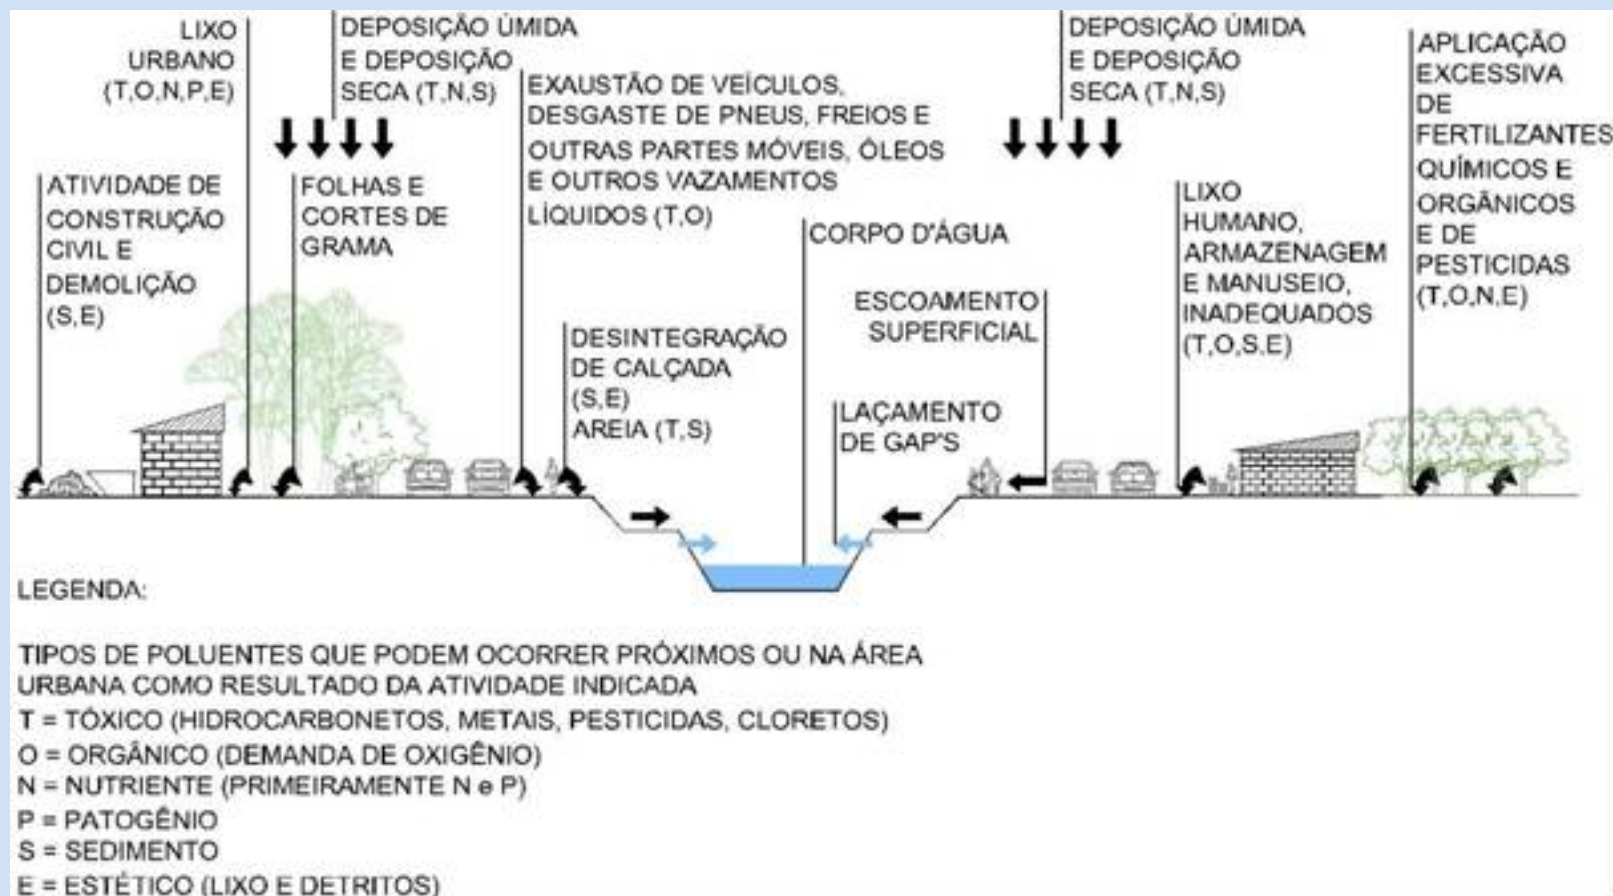 LIXO
URBANO
(T,O,N,P,E)
DEPOSIÇÃO ÚMIDA
E DEPOSIÇÃO
SECA (T,N,S)
EXAUSTÃO DE VEÍCULOS,
DESGASTE DE PNEUS, FREIOS E
OUTRAS PARTES MÓVEIS, ÓLEOS
E OUTROS VAZAMENTOS
LÍQUIDOS (T,O)
DEPOSIÇÃO ÚMIDA
E DEPOSIÇÃO
SECA (T,N,S)
APLICAÇÃO
EXCESSIVA
DE
FERTILIZANTES
QUÍMICOS E
ORGÂNICOS
E DE
PESTICIDAS
(T,O,N,E)
ATIVIDADE DE
CONSTRUÇÃO
CIVIL E
DEMOLIÇÃO
(S,E)
FOLHAS E
CORTES DE
GRAMA
CORPO D'ÁGUA
LIXO
HUMANO,
ARMAZENAGEM
E MANUSEIO,
INADEQUADOS
(T,O,S,E)
ESCOAMENTO
SUPERFICIAL
DESINTEGRAÇÃO
DE CALÇADA
(S,E)
AREIA (T,S)
LAÇAMENTO
DE GAP'S
LEGENDA:
TIPOS DE POLUENTES QUE PODEM OCORRER PRÓXIMOS OU NA ÁREA
URBANA COMO RESULTADO DA ATIVIDADE INDICADA
T = TÓXICO (HIDROCARBONETOS, METAIS, PESTICIDAS, CLORETOS)
O = ORGÂNICO (DEMANDA DE OXIGÊNIO)
N = NUTRIENTE (PRIMEIRAMENTE N e P)
P = PATOGÊNIO
S = SEDIMENTO
E = ESTÉTICO (LIXO E DETRITOS)